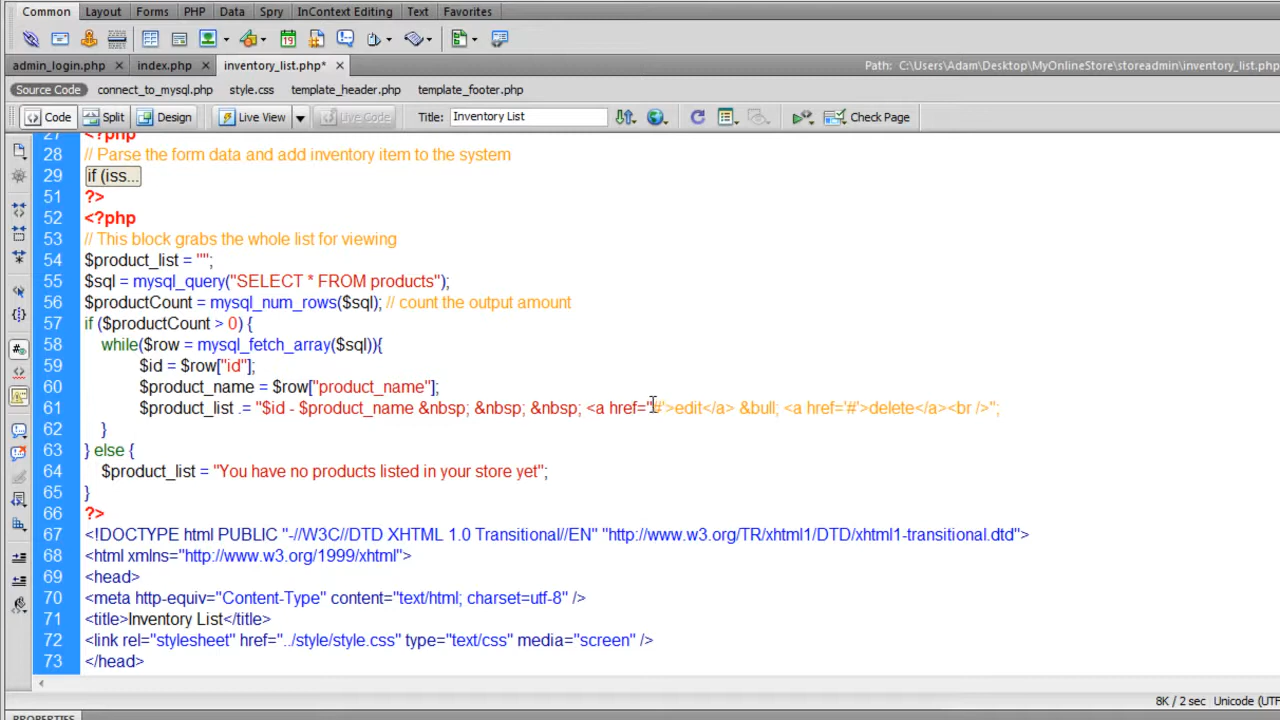 Common Layout Forms PHP Data Spry InContext Editing Text Favorites
admin_login.php × index.php × inventory_list.php* × Path: C:\Users\Adam\Desktop\MyOnlineStore\storeadmin\inventory_list.php
Source Code connect_to_mysql.php style.css template_header.php template_footer.php
Code Split Design Live View Live Code Title: Inventory List Check Page
27 <?php
28 // Parse the form data and add inventory item to the system
29 if (iss...
51 ?>
52 <?php
53 // This block grabs the whole list for viewing
54 $product_list = "";
55 $sql = mysql_query("SELECT * FROM products");
56 $productCount = mysql_num_rows($sql); // count the output amount
57 if ($productCount > 0) {
58 while($row = mysql_fetch_array($sql)){
59 $id = $row["id"];
60 $product_name = $row["product_name"];
61 $product_list .= "$id - $product_name &nbsp; &nbsp; &nbsp; <a href="#'>edit</a> &bull; <a href='#'>delete</a><br />";
62 }
63 } else {
64 $product_list = "You have no products listed in your store yet";
65 }
66 ?>
67 <!DOCTYPE html PUBLIC "-//W3C//DTD XHTML 1.0 Transitional//EN" "http://www.w3.org/TR/xhtml1/DTD/xhtml1-transitional.dtd">
68 <html xmlns="http://www.w3.org/1999/xhtml">
69 <head>
70 <meta http-equiv="Content-Type" content="text/html; charset=utf-8" />
71 <title>Inventory List</title>
72 <link rel="stylesheet" href="../style/style.css" type="text/css" media="screen" />
73 </head>
8K / 2 sec Unicode (UTF
PROPERTIES